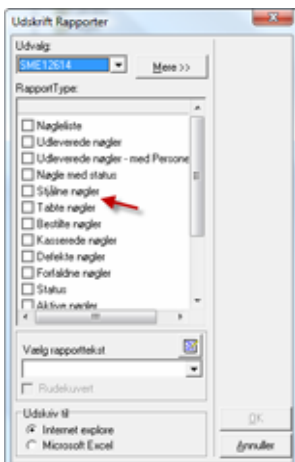 Udskrift Rapporter
Udvalg:
SME12614
Mere >>
RapportType:
Nøgleliste
Udleverede nøgler
Udleverede nøgler - med Persone
Nøgle med status
Stjålne nøgler
Tabte nøgler
Bestilte nøgler
Kasserede nøgler
Defekte nøgler
Forfaldne nøgler
Status
Aktive nøgler
Vælg rapporttekst
Rudekuvert
Udskriv til
Internet explore
Microsoft Excel
OK
Annuller